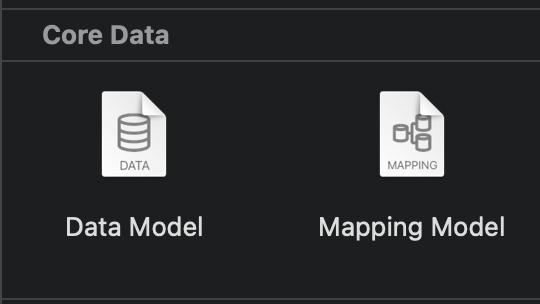 Core Data
DATA
MAPPING
Data Model
Mapping Model